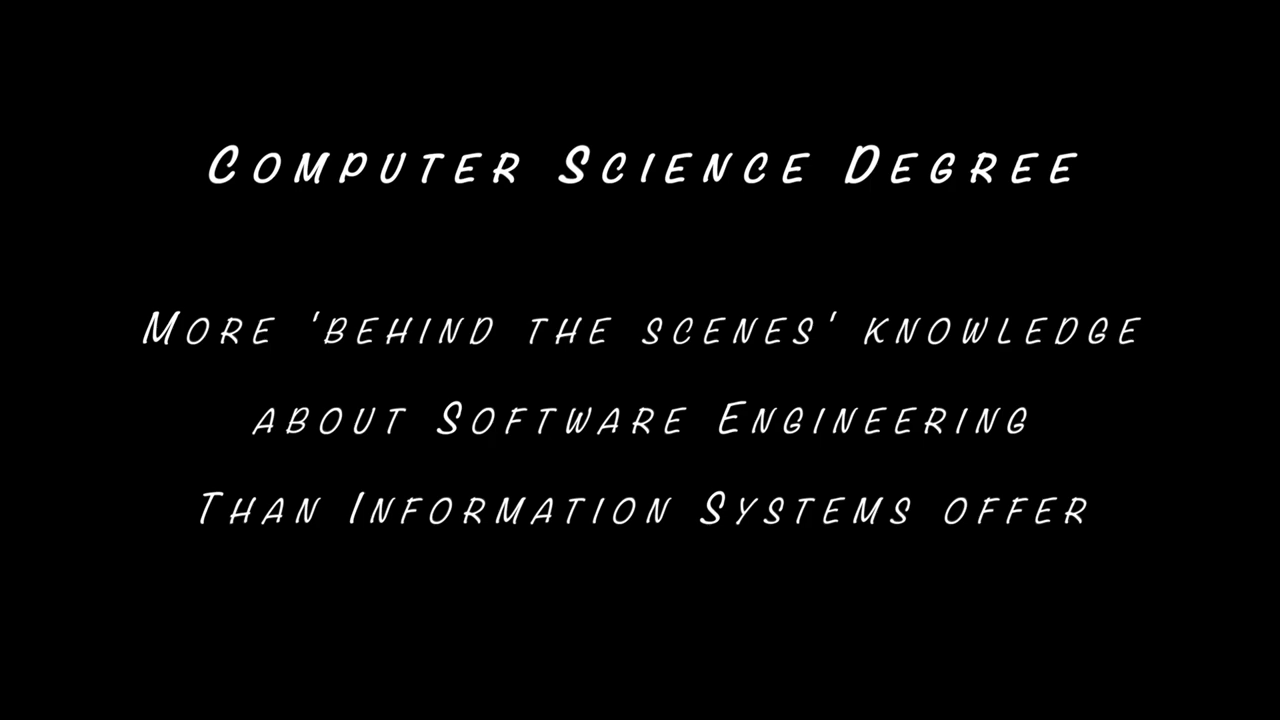 Computer Science Degree
More 'behind the scenes' knowledge
about Software Engineering
Than Information Systems offer